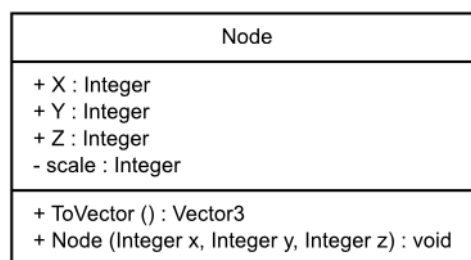 Node
+ X : Integer
+ Y : Integer
+ Z : Integer
- scale : Integer
+ ToVector () : Vector3
+ Node (Integer x, Integer y, Integer z) : void